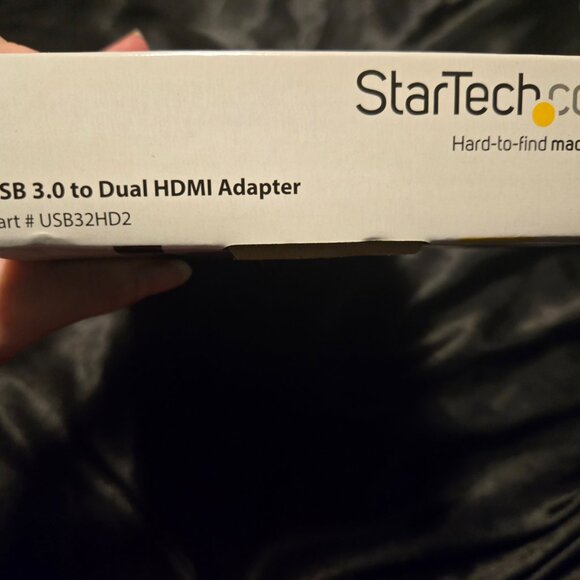 StarTech.co
Hard-to-find mad
SB 3.0 to Dual HDMI Adapter
art # USB32HD2